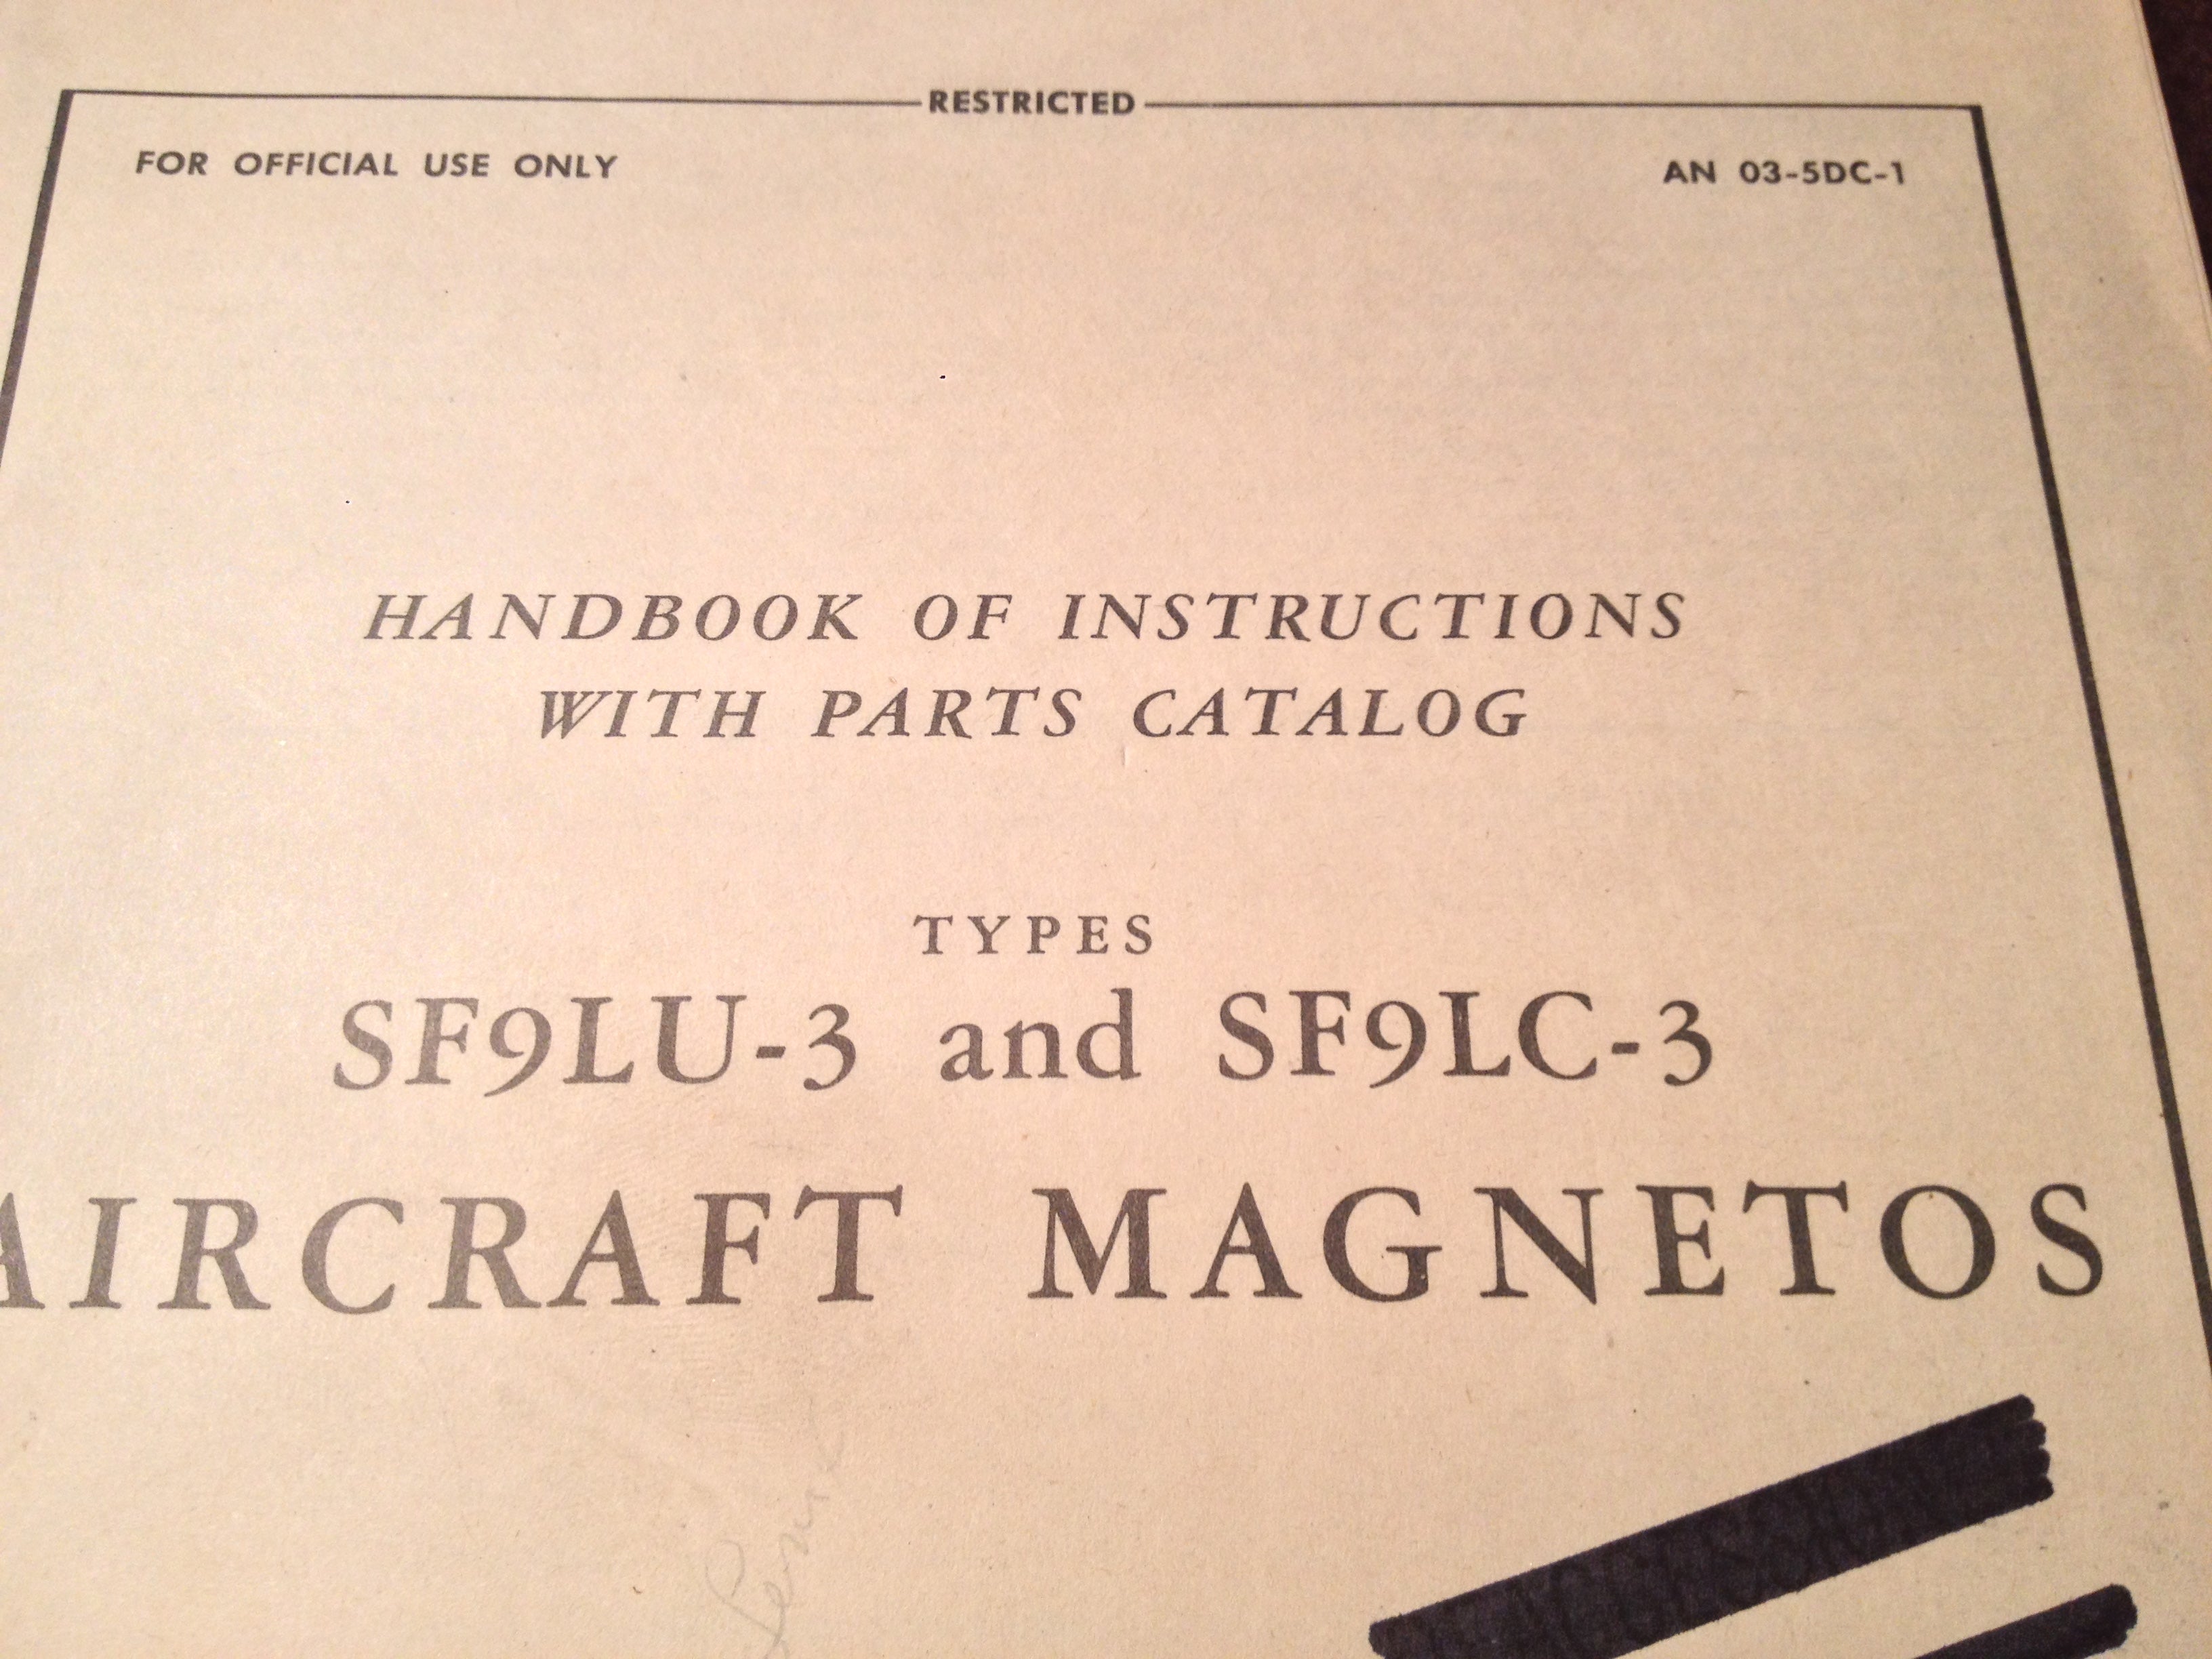 RESTRICTED
FOR OFFICIAL USE ONLY
AN 03-5DC-1
HANDBOOK OF INSTRUCTIONS
WITH PARTS CATALOG
TYPES
SF9LU-3 and SF9LC-3
AIRCRAFT MAGNETOS